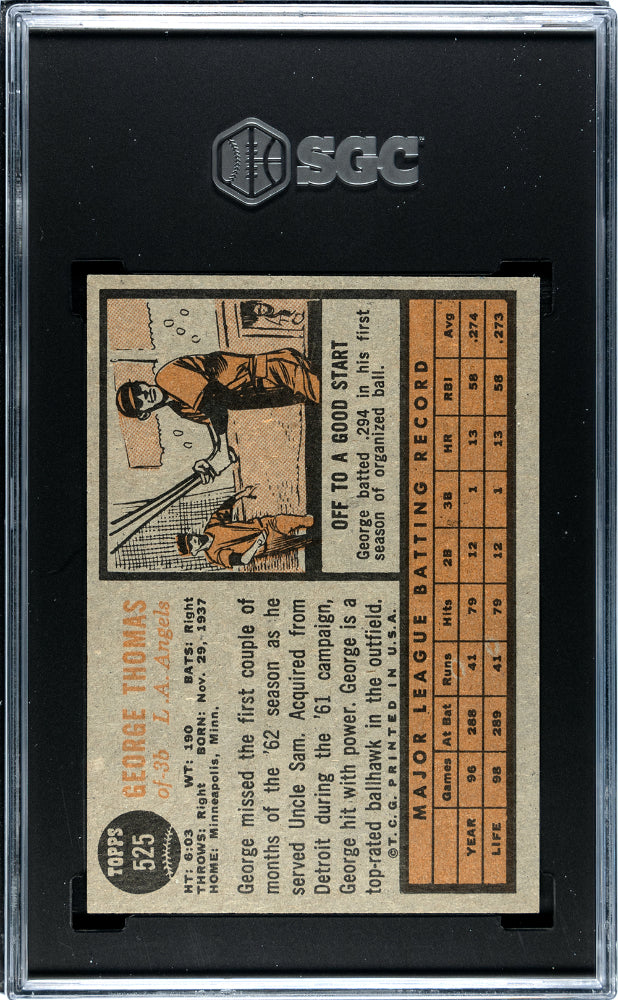 SGC
TOPPS
525
GEORGE THOMAS
of-3b L. A. Angels
HT: 6:03 WT: 190 BATS: Right
THROWS: Right BORN: Nov. 29, 1937
HOME: Minneapolis, Minn.
George missed the first couple of
months of the '62 season as he
served Uncle Sam. Acquired from
Detroit during the '61 campaign,
George hit with power. George is a
top-rated ballhawk in the outfield.
©T.C.G. PRINTED IN U.S.A.
OFF TO A GOOD START
George batted .294 in his first
season of organized ball.
MAJOR LEAGUE BATTING RECORD
Games At Bat Runs Hits 2B 3B HR RBI Avg
YEAR 96 288 41 79 12 1 13 58 .274
LIFE 98 289 41 79 12 1 13 58 .273